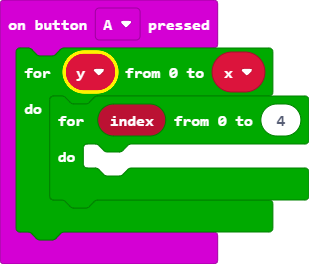 on button A pressed
for y from 0 to x
do
for index from 0 to 4
do